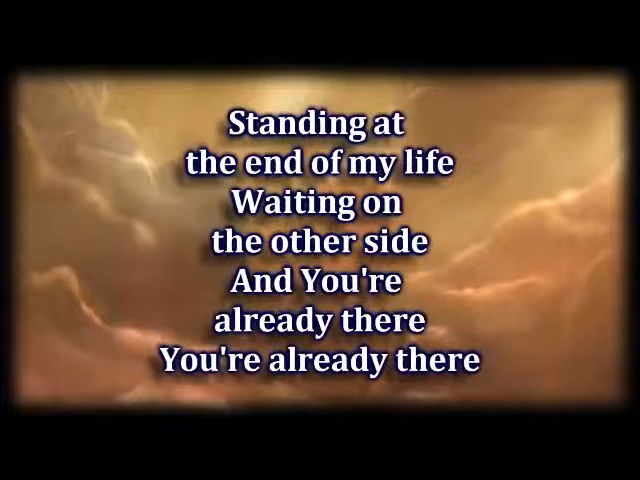 Standing at
the end of my life
Waiting on
the other side
And You're
already there
You're already there